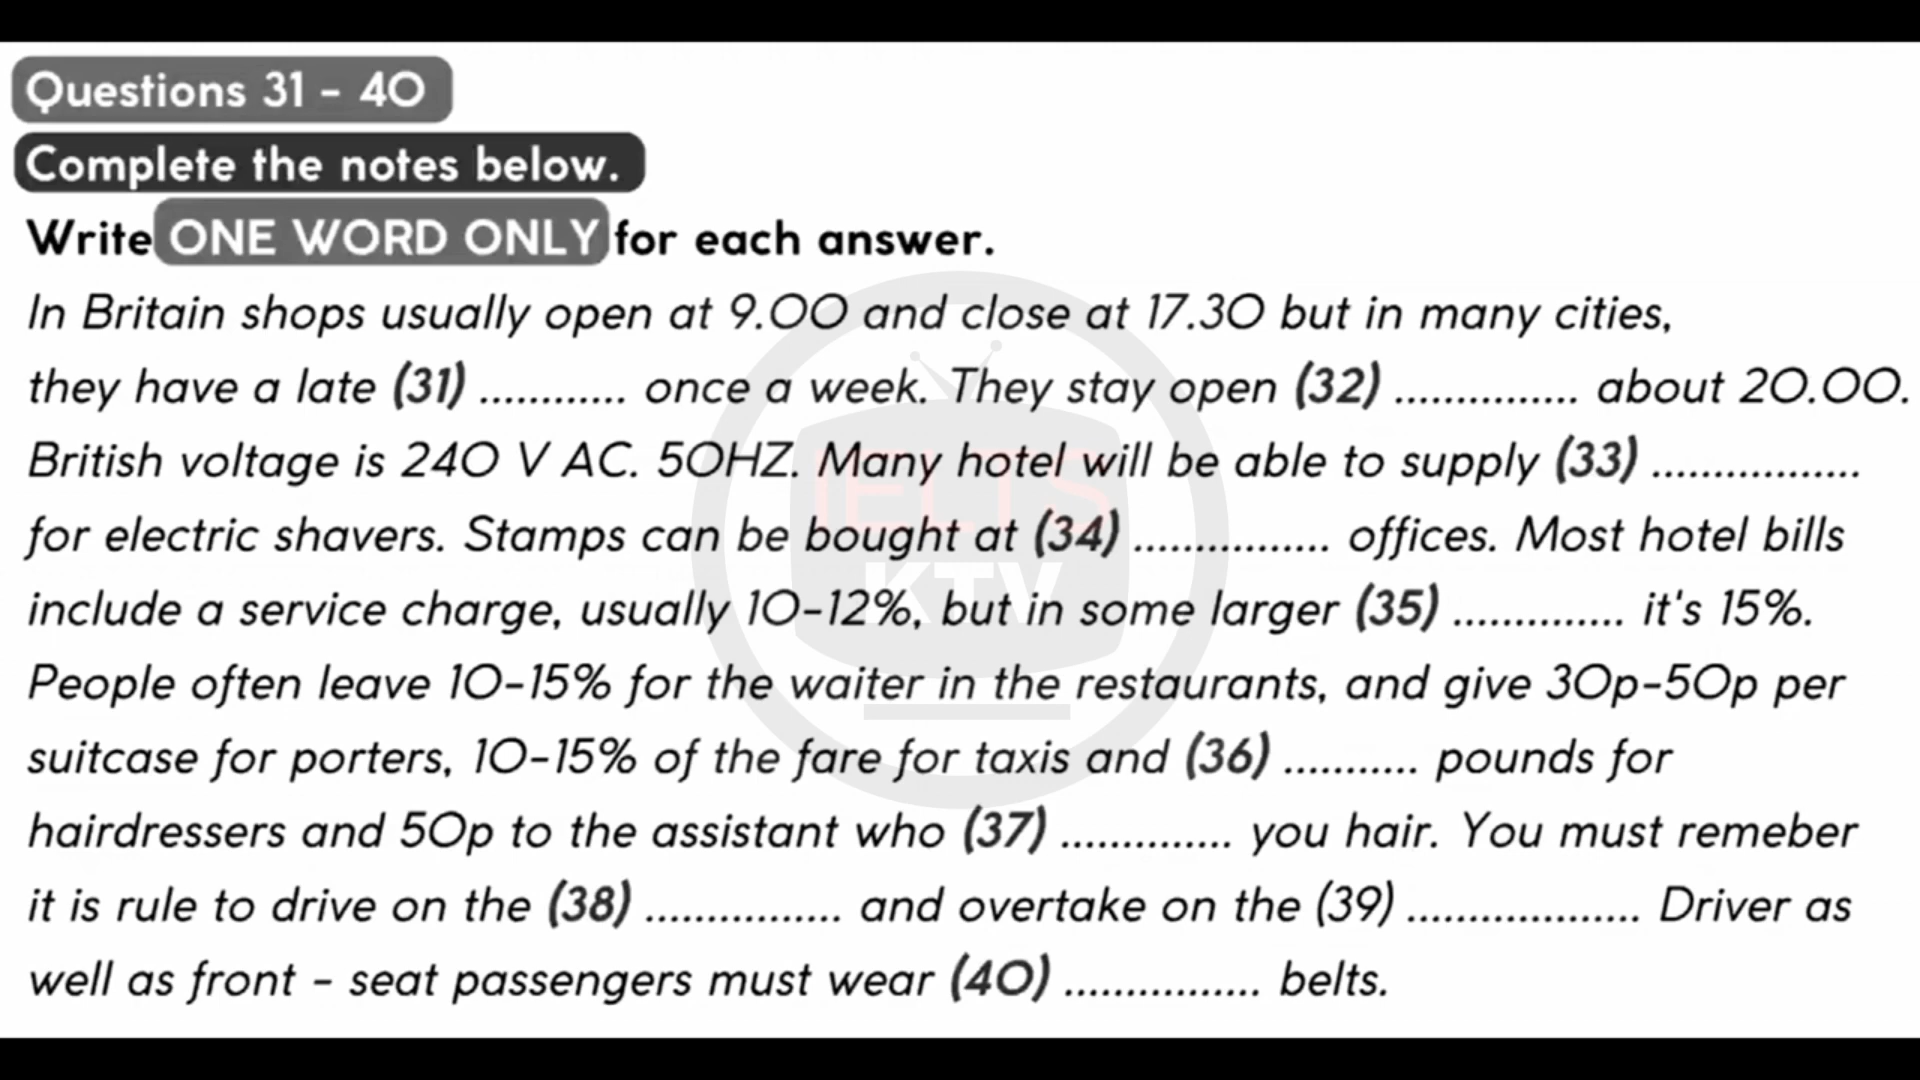 Questions 31 - 40
Complete the notes below.
Write ONE WORD ONLY for each answer.
In Britain shops usually open at 9.00 and close at 17.30 but in many cities,
they have a late (31) ............ once a week. They stay open (32) ............... about 20.00.
British voltage is 240 V AC. 50HZ. Many hotel will be able to supply (33) .................
for electric shavers. Stamps can be bought at (34) ................ offices. Most hotel bills
include a service charge, usually 10-12%, but in some larger (35) .............. it's 15%.
People often leave 10-15% for the waiter in the restaurants, and give 30p-50p per
suitcase for porters, 10-15% of the fare for taxis and (36) ........... pounds for
hairdressers and 50p to the assistant who (37) .............. you hair. You must remeber
it is rule to drive on the (38) ................ and overtake on the (39) ................... Driver as
well as front - seat passengers must wear (40) ................ belts.
IELTS
KTV